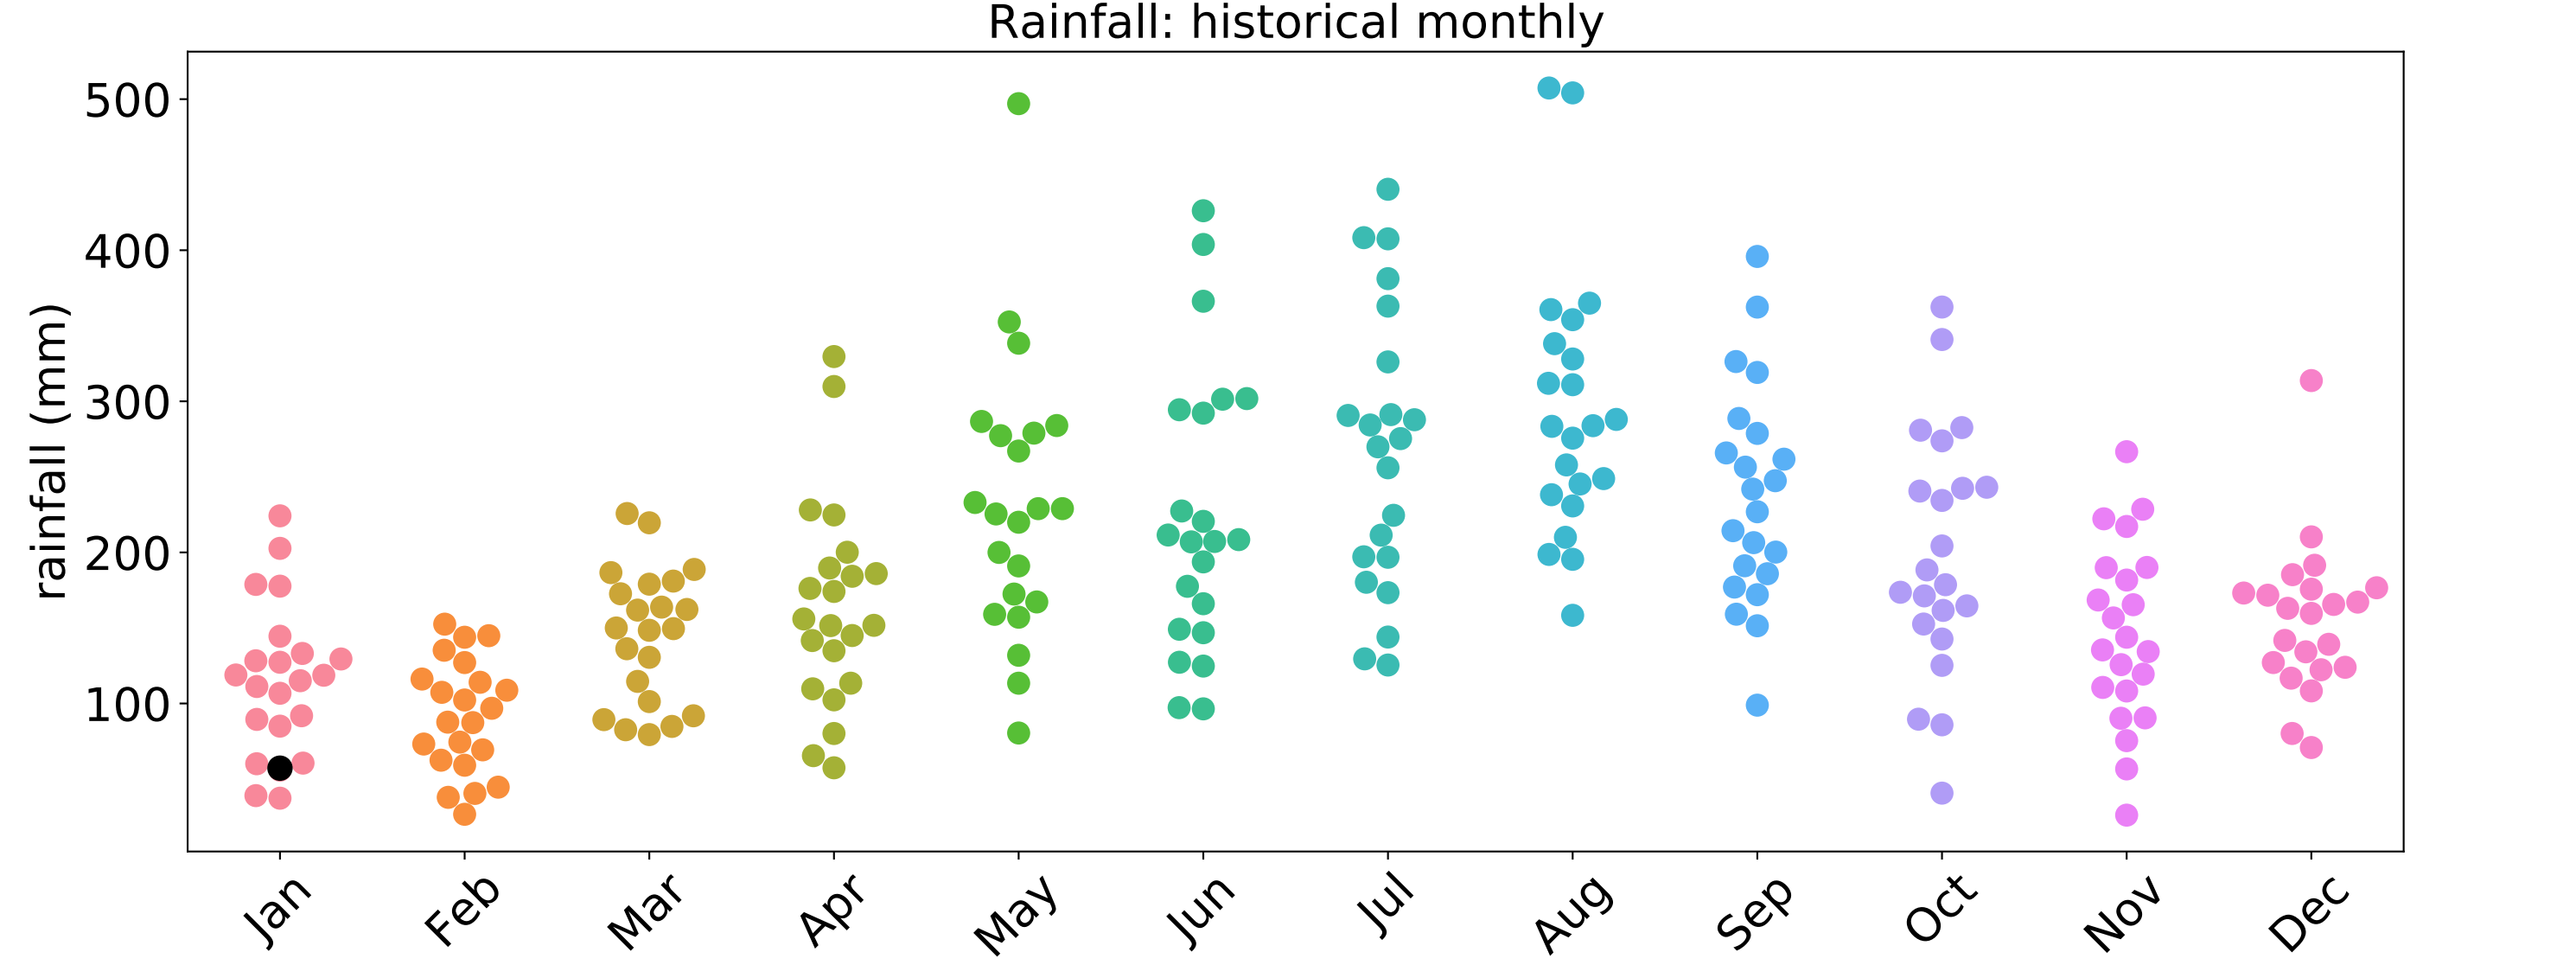 Rainfall: historical monthly
rainfall (mm)
500
400
300
200
100
Jan
Feb
Mar
Apr
May
Jun
Jul
Aug
Sep
Oct
Nov
Dec